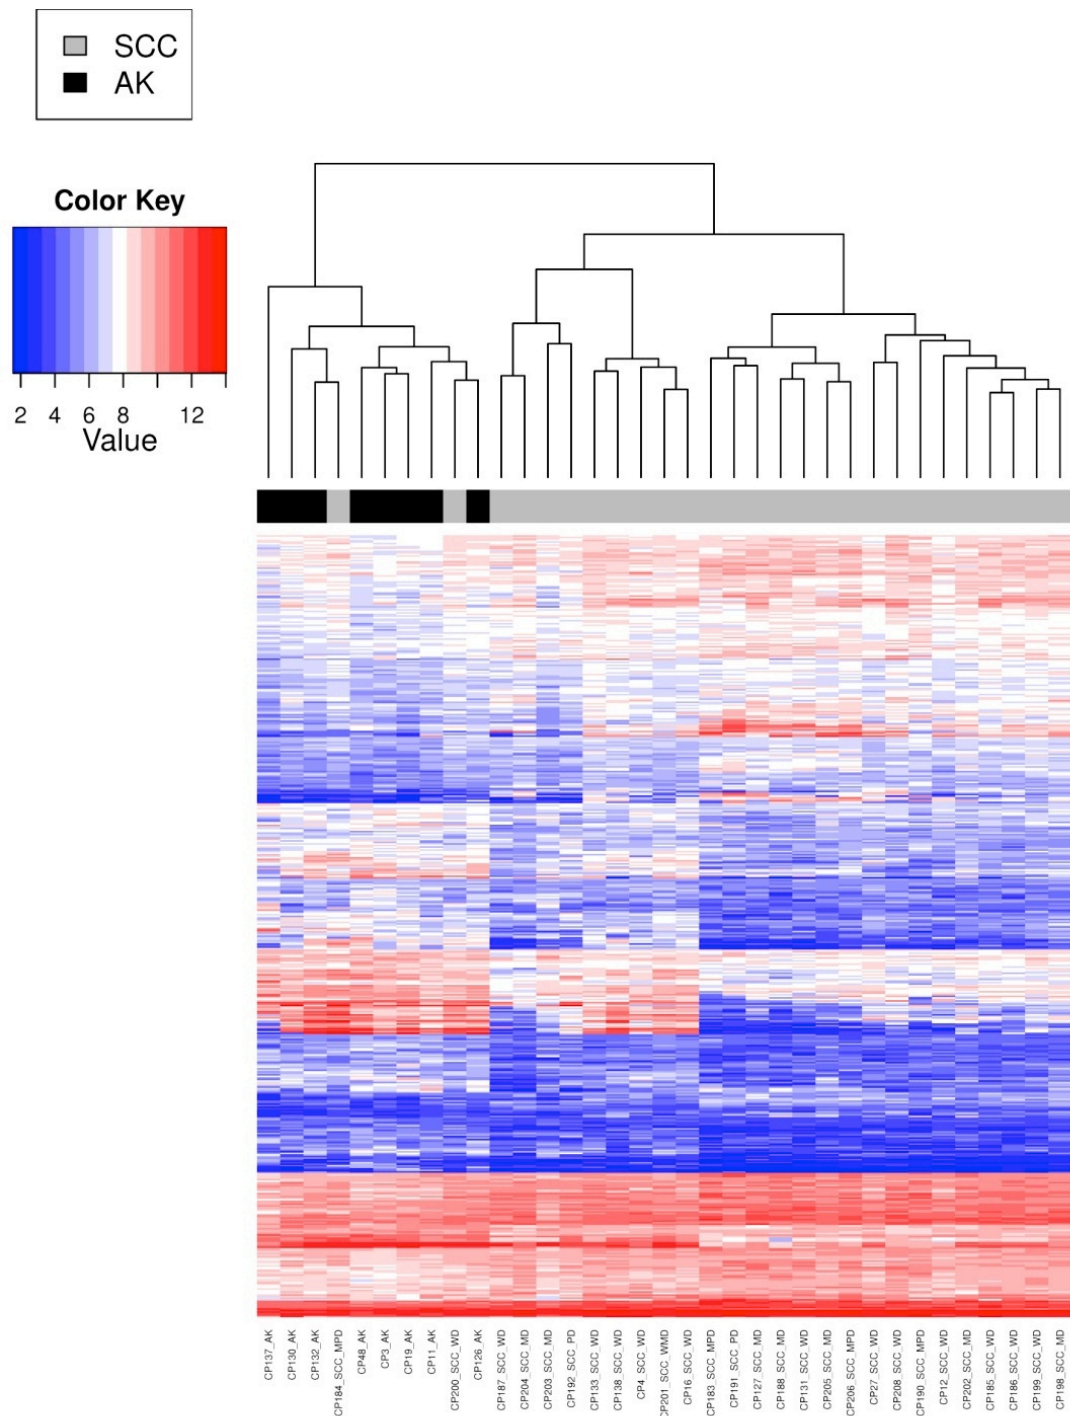 SCC
AK
Color Key
2 4 6 8 12
Value
CP137_AK
CP130_AK
CP132_AK
CP184_SCC_MPD
CP48_AK
CP3_AK
CP19_AK
CP11_AK
CP200_SCC_WD
CP126_AK
CP187_SCC_WD
CP204_SCC_MD
CP203_SCC_MD
CP192_SCC_PD
CP133_SCC_WD
CP138_SCC_WD
CP4_SCC_WD
CP201_SCC_WMD
CP16_SCC_WD
CP183_SCC_MPD
CP191_SCC_PD
CP127_SCC_MD
CP188_SCC_MD
CP131_SCC_WD
CP205_SCC_MD
CP206_SCC_MPD
CP27_SCC_WD
CP208_SCC_WD
CP190_SCC_MPD
CP12_SCC_WD
CP202_SCC_MD
CP185_SCC_WD
CP186_SCC_WD
CP199_SCC_WD
CP198_SCC_MD